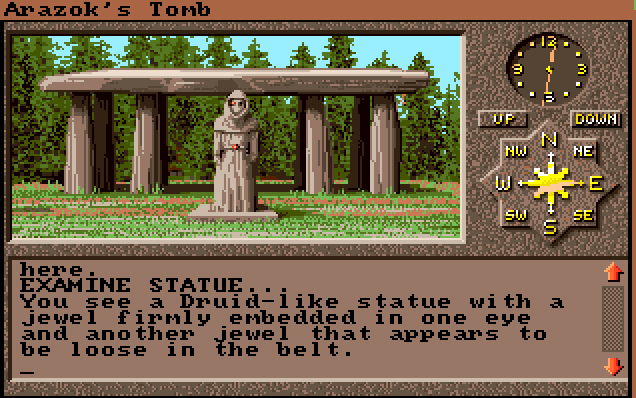 Arazok's Tomb
12
9
3
3
UP
DOWN
N
NW
NE
W
E
SW
SE
S
here.
EXAMINE STATUE...
You see a Druid-like statue with a
jewel firmly embedded in one eye
and another jewel that appears to
be loose in the belt.
_